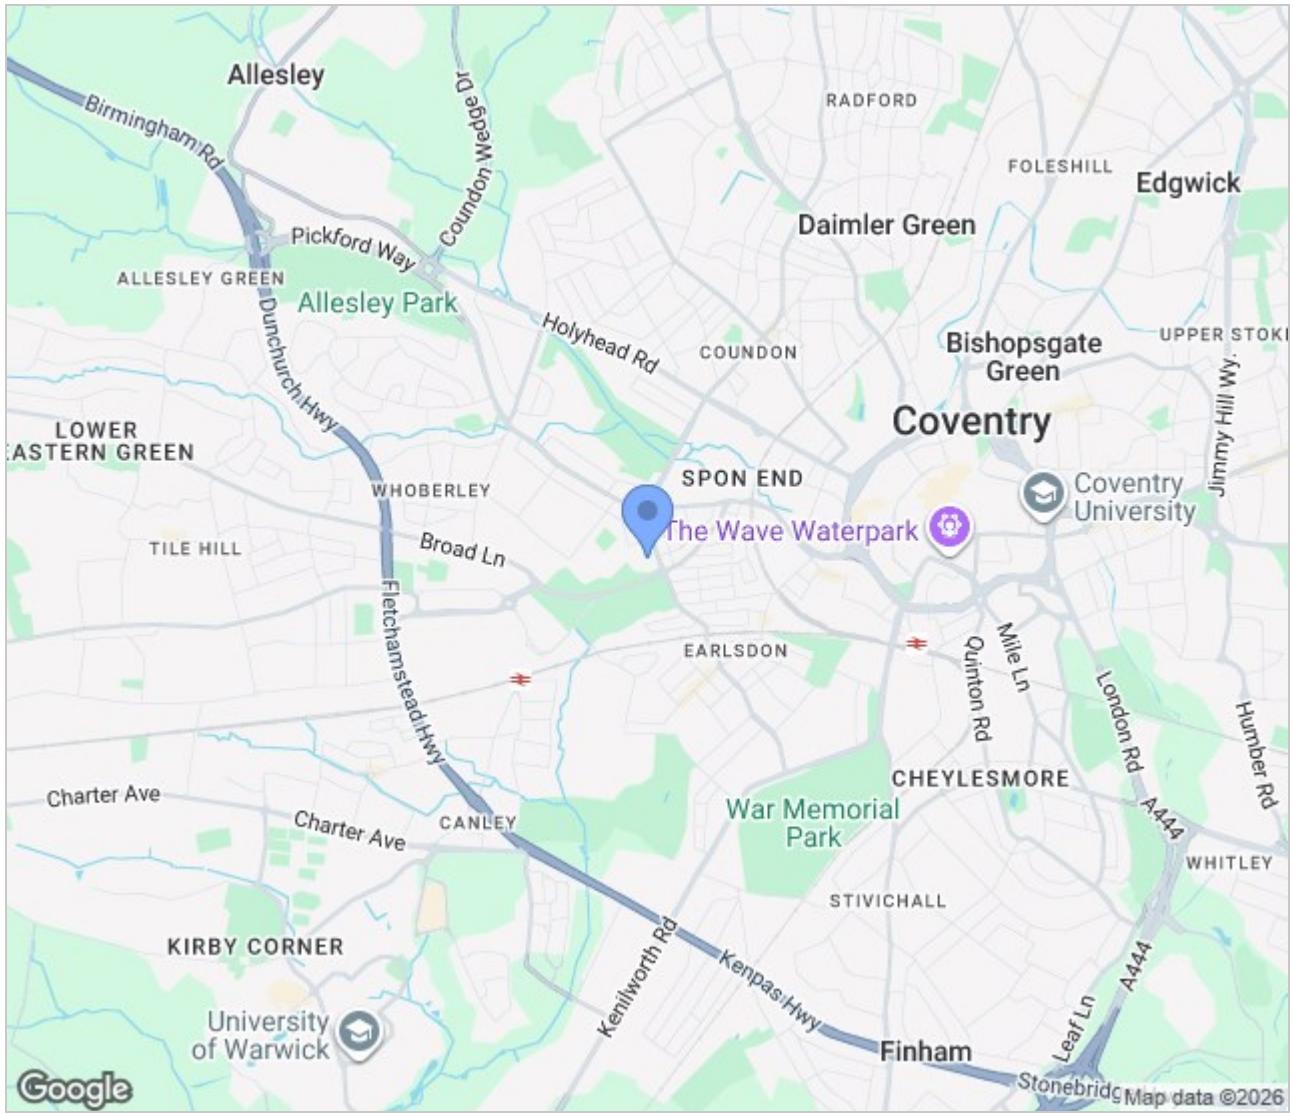 Allesley
RADFORD
Coundon Wedge Dr
Birmingham Rd
FOLESHILL
Edgwick
Daimler Green
Pickford Way
ALLESLEY GREEN
Allesley Park
Dunchurch Hwy
Holyhead Rd
COUNDON
Bishopsgate
Green
UPPER STOK
Jimmy Hill Wy.
LOWER
EASTERN GREEN
Coventry
WHOBERLEY
SPON END
Coventry
University
The Wave Waterpark
TILE HILL
Broad Ln
Fletchamstead Hwy
EARLSDON
Quinton Rd
Mile Ln
London Rd
Humber Rd
CHEYLESMORE
Charter Ave
Charter Ave
CANLEY
War Memorial
Park
A444
WHITLEY
STIVICHALL
KIRBY CORNER
Kenilworth Rd
Kenpas Hwy
A444
University
of Warwick
Leaf Ln
Finham
Stonebridg
Google
Map data ©2026